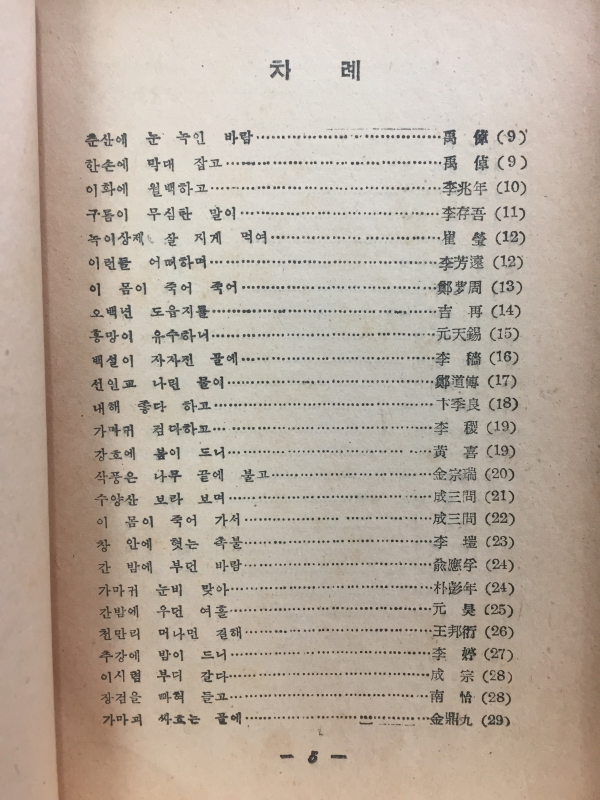 차 례
춘산에 눈 녹인 바람 …… 禹倬 (9)
한손에 막대 잡고 …… 禹倬 (9)
이화에 월백하고 …… 李兆年 (10)
구름이 무심한 말이 …… 李存吾 (11)
녹이상제 잘 지게 먹여 …… 崔瑩 (12)
이런들 어떠하며 …… 李芳遠 (12)
이 몸이 죽어 죽어 …… 鄭夢周 (13)
오백년 도읍지를 …… 吉再 (14)
흥망이 유수하니 …… 元天錫 (15)
백설이 자자진 골에 …… 李穡 (16)
선인교 나린 물이 …… 鄭道傳 (17)
내해 좋다 하고 …… 卞季良 (18)
가마귀 검다하고 …… 李稷 (19)
강호에 봄이 드니 …… 黃喜 (19)
삭풍은 나무 끝에 불고 …… 金宗瑞 (20)
수양산 보라 보며 …… 成三問 (21)
이 몸이 죽어 가서 …… 成三問 (22)
창 안에 혓는 촉불 …… 李塏 (23)
간 밤에 부던 바람 …… 兪應孚 (24)
가마귀 눈비 맞아 …… 朴彭年 (24)
간밤에 우던 여흘 …… 元昊 (25)
천만리 머나먼 길해 …… 王邦衍 (26)
추강에 밤이 드니 …… 李婷 (27)
이시렴 부디 갈다 …… 成宗 (28)
장검을 빠혀 들고 …… 南怡 (28)
가마괴 싸호는 골에 …… 金鼎九 (29)
— 5 —